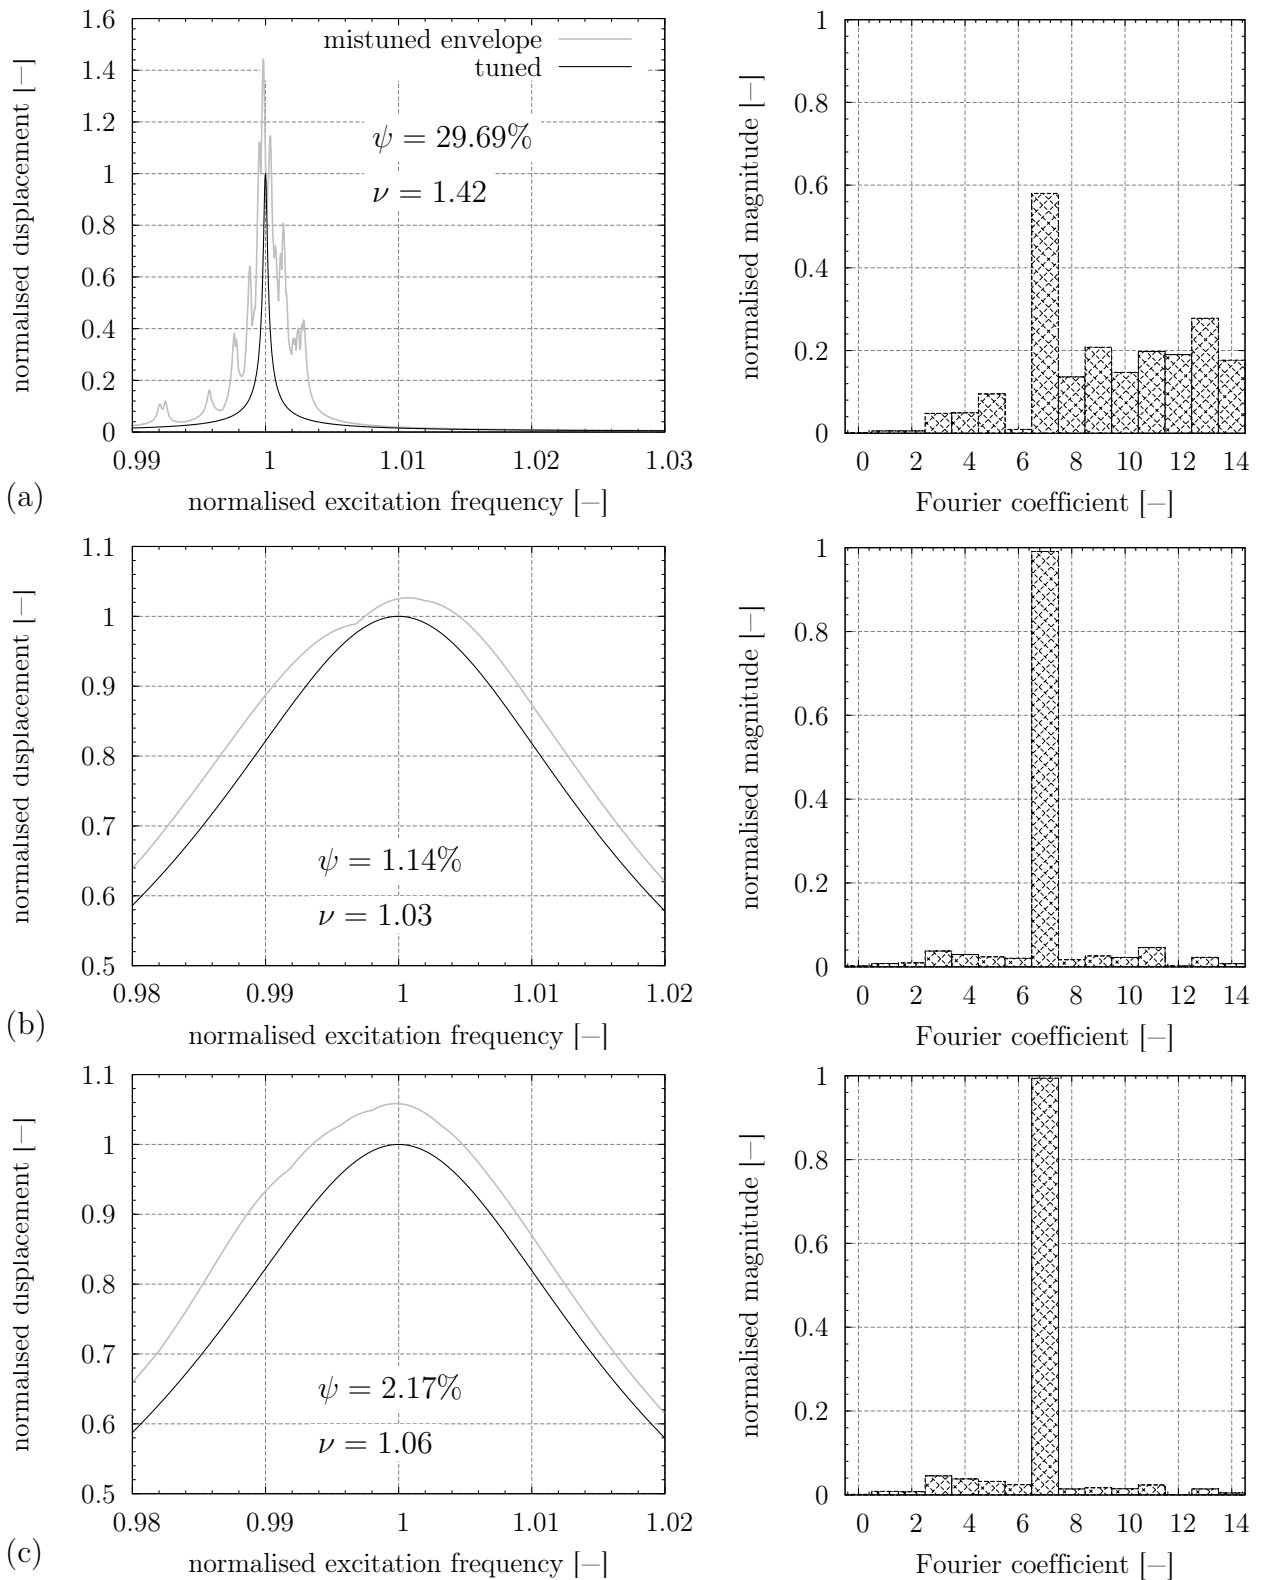 normalised displacement [—]
1.6
1.4
1.2
1
0.8
0.6
0.4
0.2
0
mistuned envelope
tuned
ψ = 29.69%
ν = 1.42
0.99 1 1.01 1.02 1.03
normalised excitation frequency [—]
(a)
normalised magnitude [—]
1
0.8
0.6
0.4
0.2
0
0 2 4 6 8 10 12 14
Fourier coefficient [—]
normalised displacement [—]
1.1
1
0.9
0.8
0.7
0.6
0.5
ψ = 1.14%
ν = 1.03
0.98 0.99 1 1.01 1.02
normalised excitation frequency [—]
(b)
normalised magnitude [—]
1
0.8
0.6
0.4
0.2
0
0 2 4 6 8 10 12 14
Fourier coefficient [—]
normalised displacement [—]
1.1
1
0.9
0.8
0.7
0.6
0.5
ψ = 2.17%
ν = 1.06
0.98 0.99 1 1.01 1.02
normalised excitation frequency [—]
(c)
normalised magnitude [—]
1
0.8
0.6
0.4
0.2
0
0 2 4 6 8 10 12 14
Fourier coefficient [—]